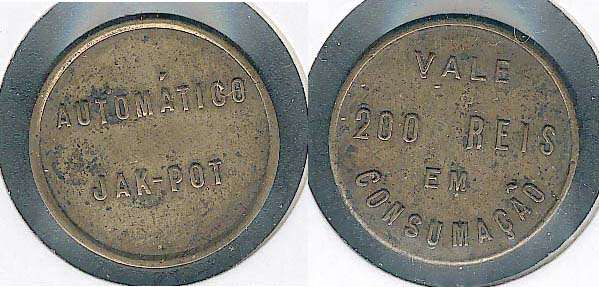 AUTOMÁTICO
JAK-POT
VALE
200 REIS
EM
CONSUMAÇÃO